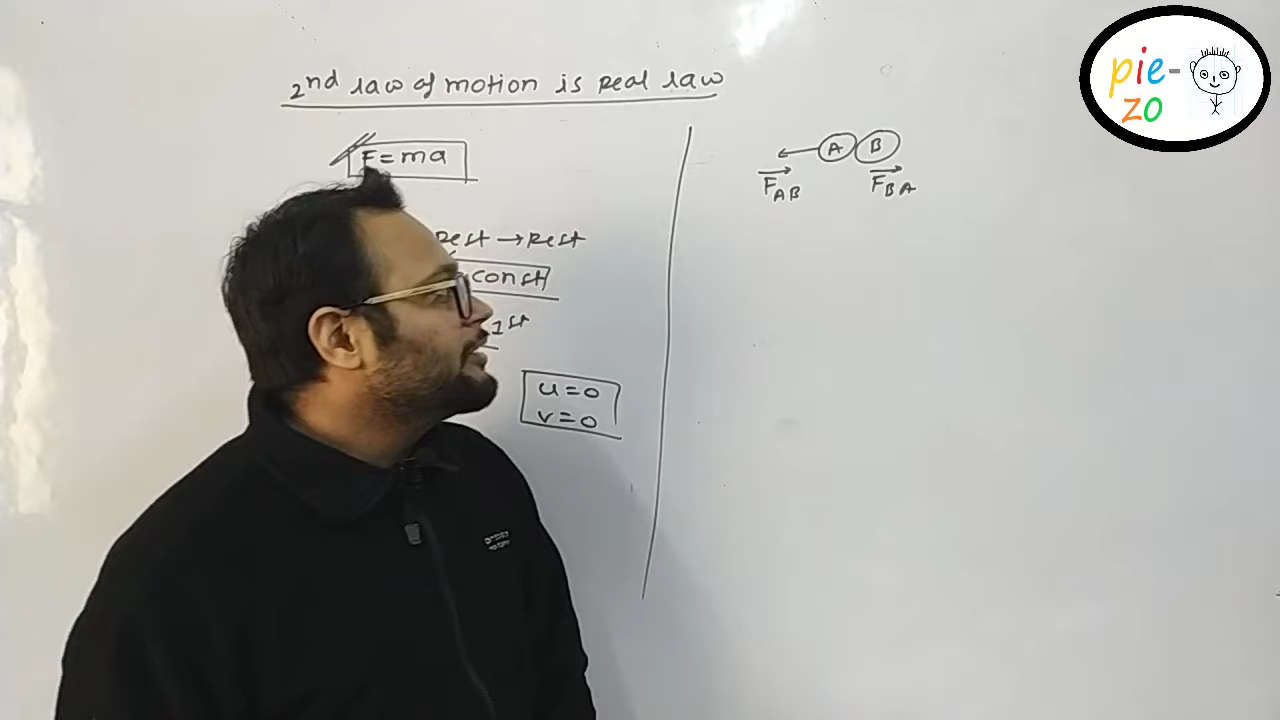 2nd law of motion is real law
F = ma
Rest → Rest
const
1st
u = 0
v = 0
A B
F AB
F BA
pie-
zo